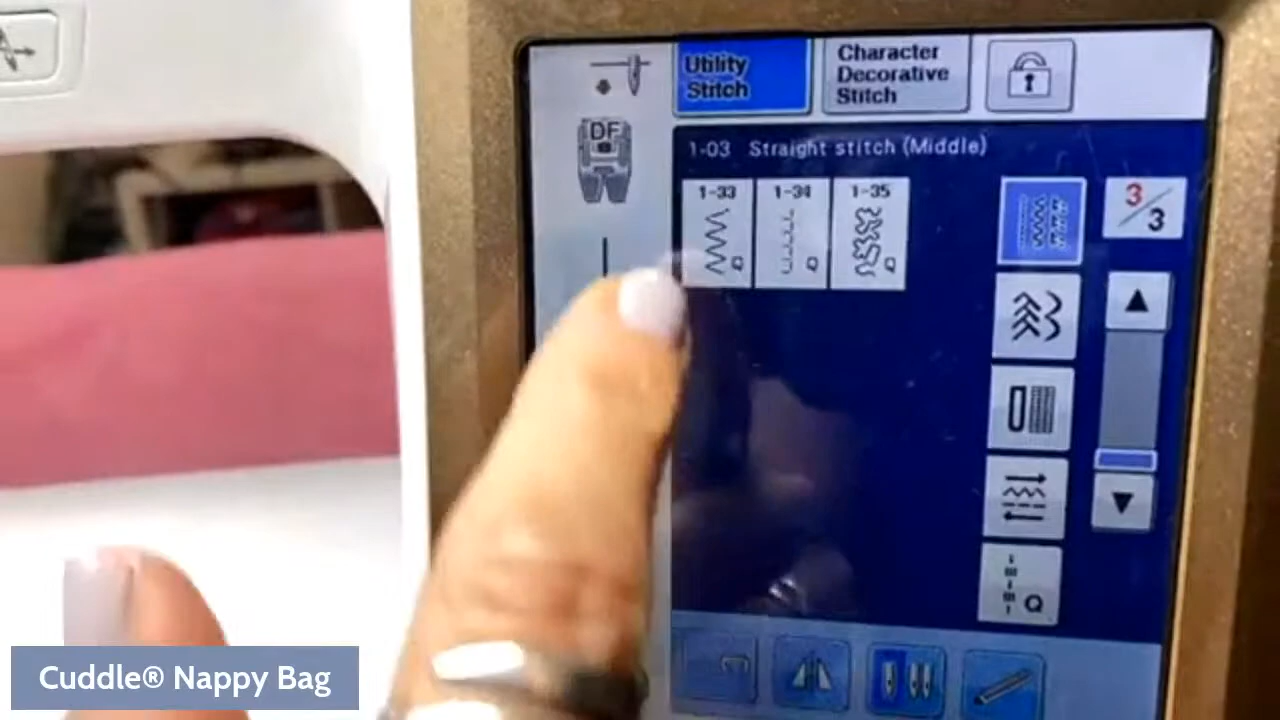 Utility
Stitch
Character
Decorative
Stitch
DF
1-03 Straight stitch (Middle)
1-33
1-34
1-35
3/3
Q
Q
Q
Q
Cuddle® Nappy Bag